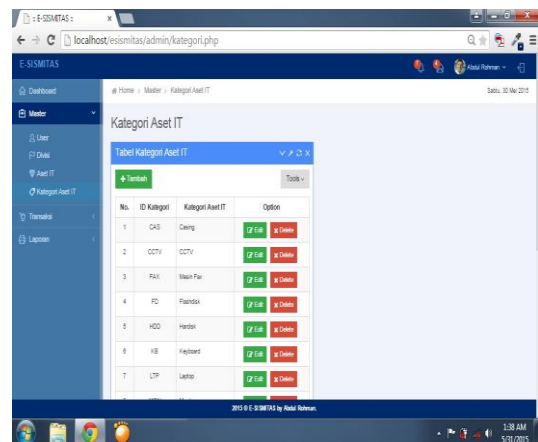 : E-SISMITAS :
localhost/esismitas/admin/kategori.php
E-SISMITAS
Abdul Rohman
Dashboard
Home > Master > Kategori Aset IT
Sabtu, 30 Mei 2015
Master
User
Divisi
Aset IT
Kategori Aset IT
Transaksi
Laporan
Kategori Aset IT
Tabel Kategori Aset IT
Tambah
Tools
No. ID Kategori Kategori Aset IT Option
1 CAS Casing Edit Delete
2 CCTV CCTV Edit Delete
3 FAX Mesin Fax Edit Delete
4 FD Flashdisk Edit Delete
5 HDD Hardisk Edit Delete
6 KB Keyboard Edit Delete
7 LTP Laptop Edit Delete
2015 © E-SISMITAS by Abdul Rohman.
1:38 AM
5/31/2015